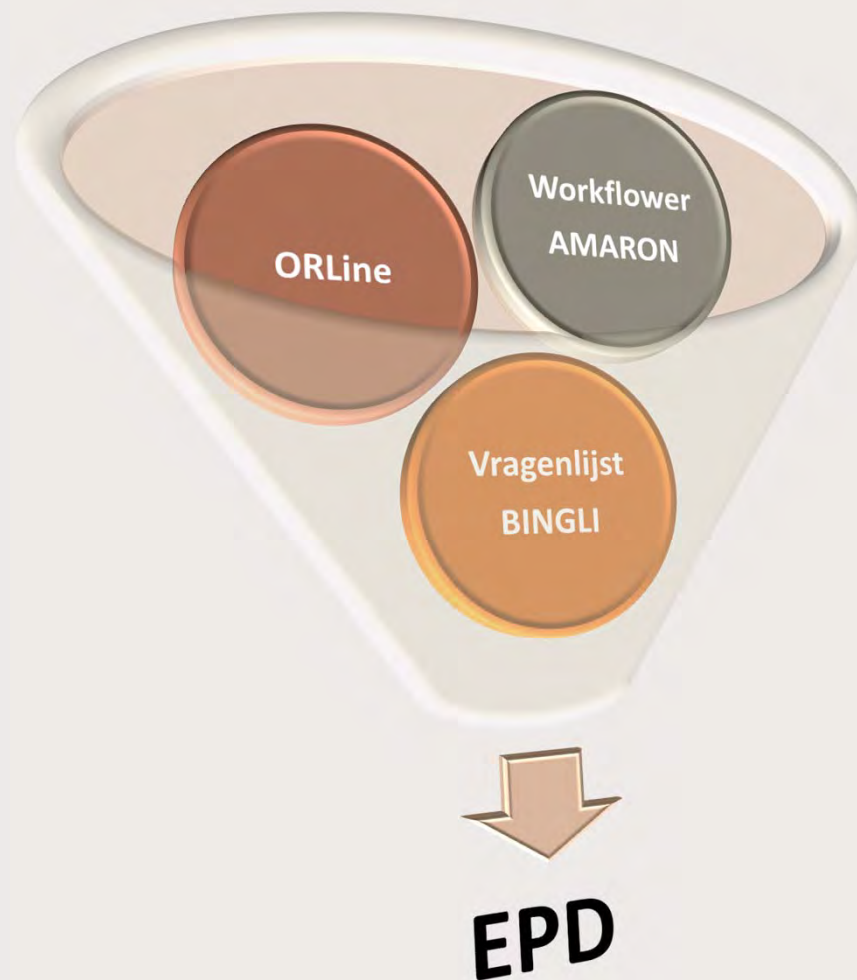 ORLine
Workflower
AMARON
Vragenlijst
BINGLI
EPD